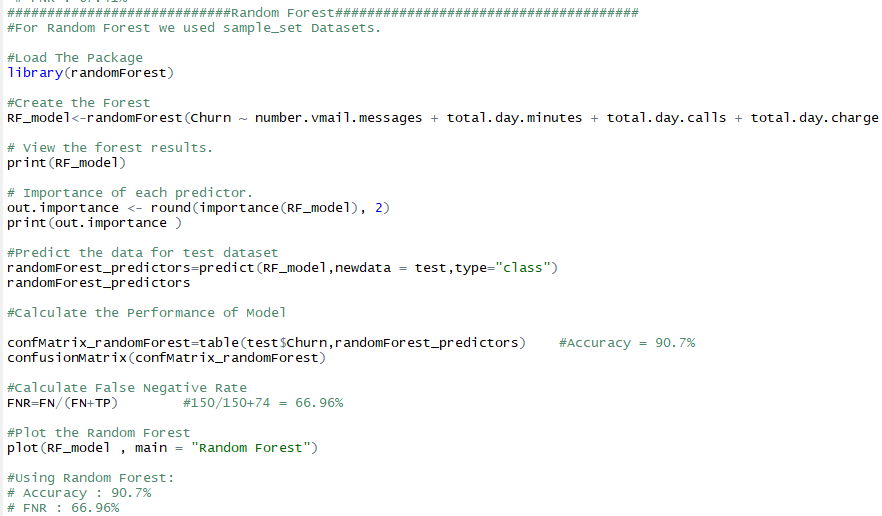 ############################Random Forest######################################
#For Random Forest we used sample_set Datasets.
#Load The Package
library(randomForest)
#Create the Forest
RF_model<-randomForest(Churn ~ number.vmail.messages + total.day.minutes + total.day.calls + total.day.charge
# View the forest results.
print(RF_model)
# Importance of each predictor.
out.importance <- round(importance(RF_model), 2)
print(out.importance )
#Predict the data for test dataset
randomForest_predictors=predict(RF_model,newdata = test,type="class")
randomForest_predictors
#Calculate the Performance of Model
confMatrix_randomForest=table(test$Churn,randomForest_predictors)    #Accuracy = 90.7%
confusionMatrix(confMatrix_randomForest)
#Calculate False Negative Rate
FNR=FN/(FN+TP)        #150/150+74 = 66.96%
#Plot the Random Forest
plot(RF_model , main = "Random Forest")
#Using Random Forest:
# Accuracy : 90.7%
# FNR : 66.96%